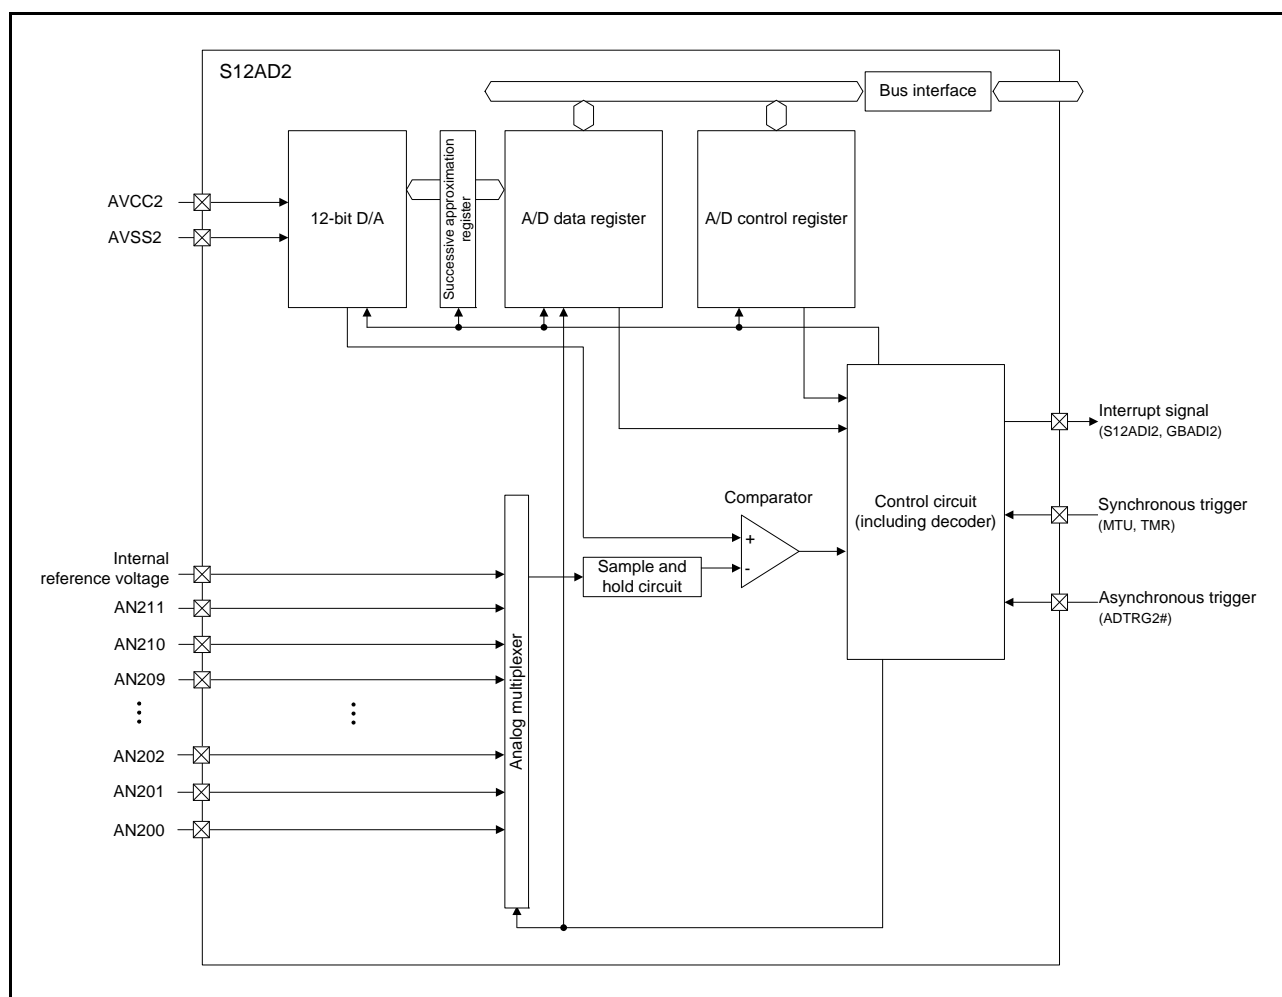 S12AD2
Bus interface
AVCC2
AVSS2
12-bit D/A
Successive approximation
register
A/D data register
A/D control register
Interrupt signal
(S12ADI2, GBADI2)
Comparator
Control circuit
(including decoder)
Synchronous trigger
(MTU, TMR)
+
-
Internal
reference voltage
Sample and
hold circuit
Asynchronous trigger
(ADTRG2#)
AN211
AN210
AN209
Analog multiplexer
AN202
AN201
AN200